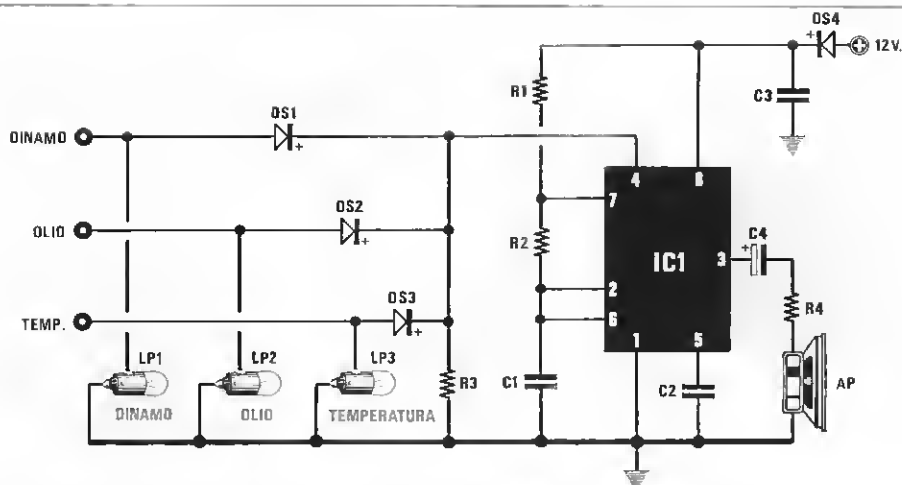 DS4
12V.
R1
C3
DS1
DINAMO
4
8
7
DS2
OLIO
R2
IC1
3
C4
2
R4
DS3
TEMP.
6
1
5
LP1
LP2
LP3
R3
C1
C2
AP
DINAMO
OLIO
TEMPERATURA